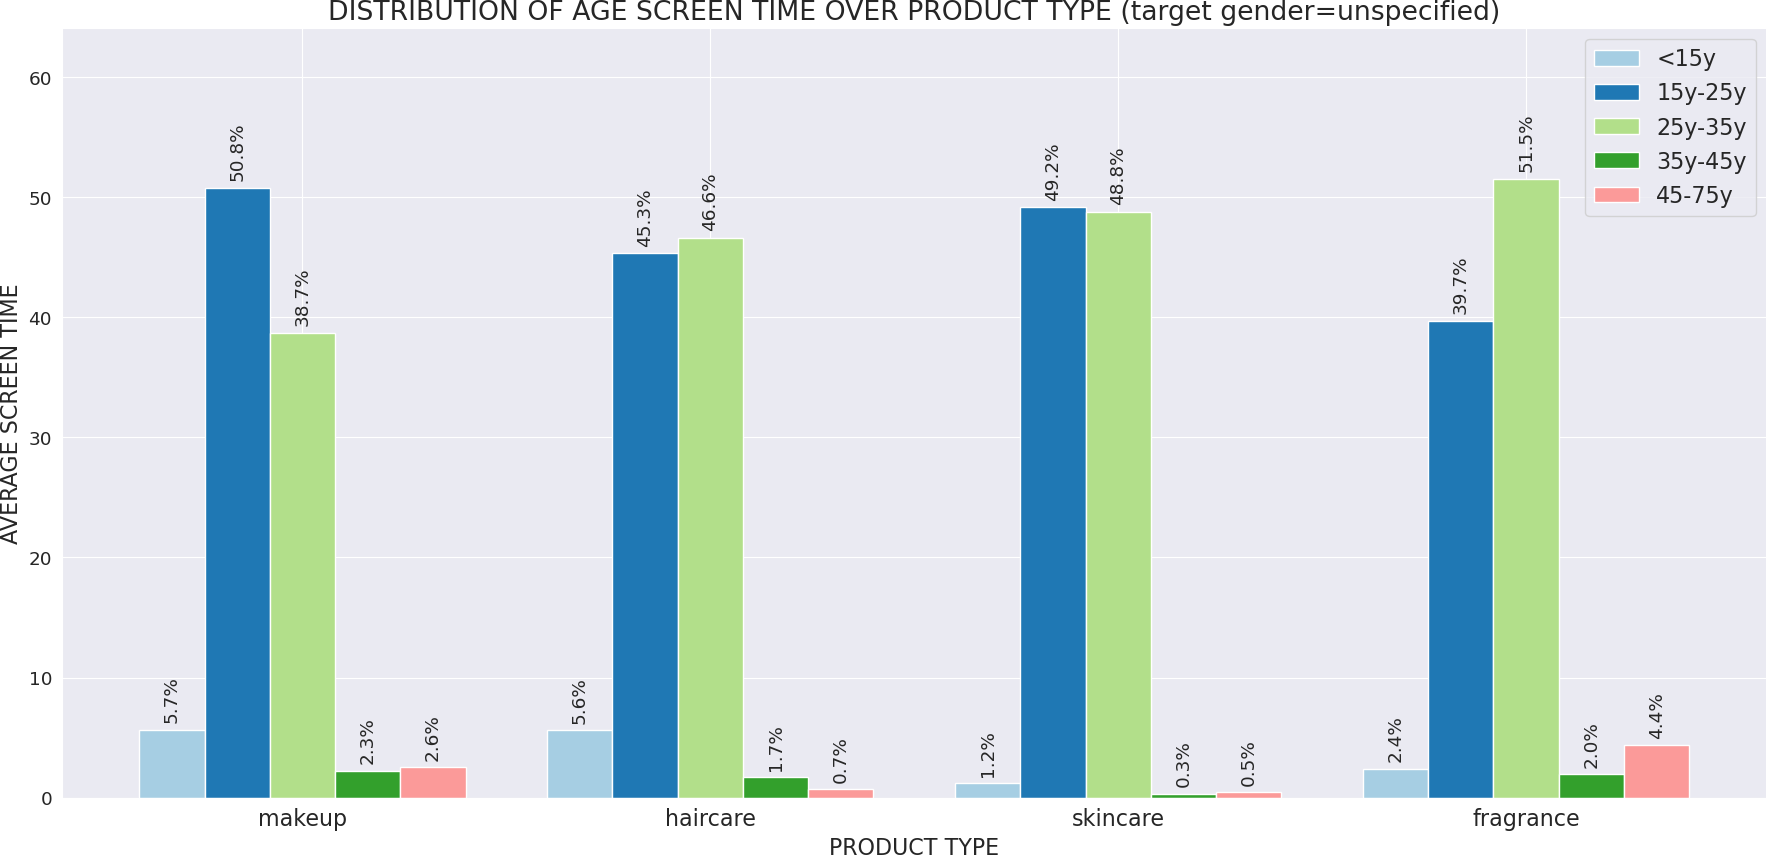 DISTRIBUTION OF AGE SCREEN TIME OVER PRODUCT TYPE (target gender=unspecified)
<15y
15y-25y
25y-35y
35y-45y
45-75y
AVERAGE SCREEN TIME
60
50
40
30
20
10
0
5.7%
50.8%
38.7%
2.3%
2.6%
5.6%
45.3%
46.6%
1.7%
0.7%
1.2%
49.2%
48.8%
0.3%
0.5%
2.4%
39.7%
51.5%
2.0%
4.4%
makeup
haircare
skincare
fragrance
PRODUCT TYPE